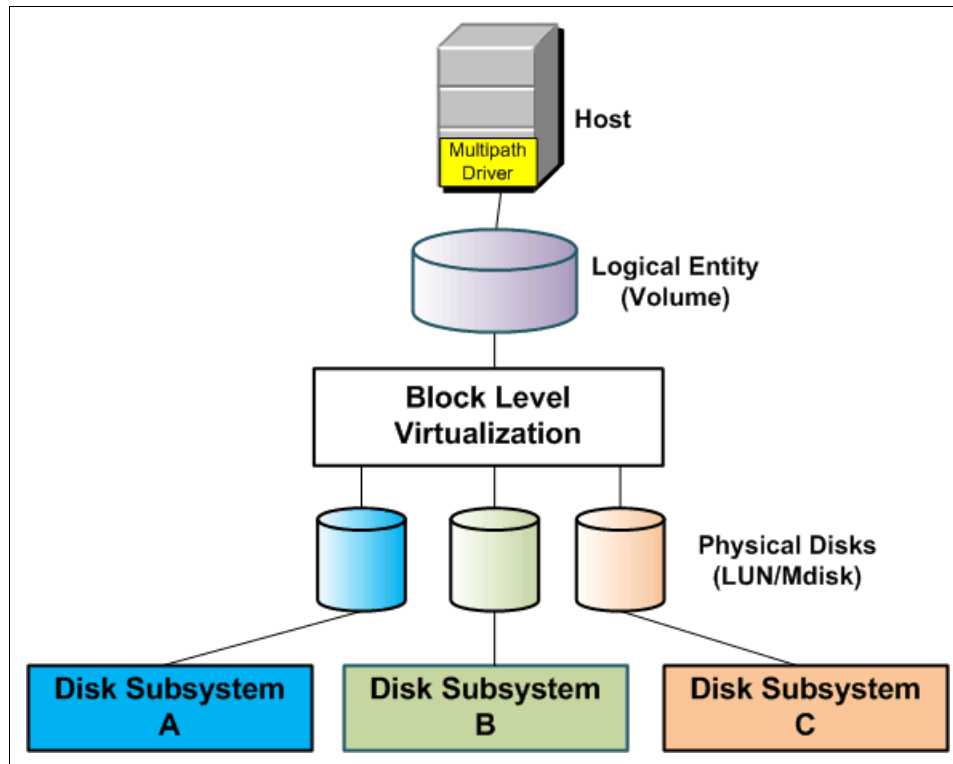 Host
Multipath
Driver
Logical Entity
(Volume)
Block Level
Virtualization
Physical Disks
(LUN/Mdisk)
Disk Subsystem
A
Disk Subsystem
B
Disk Subsystem
C